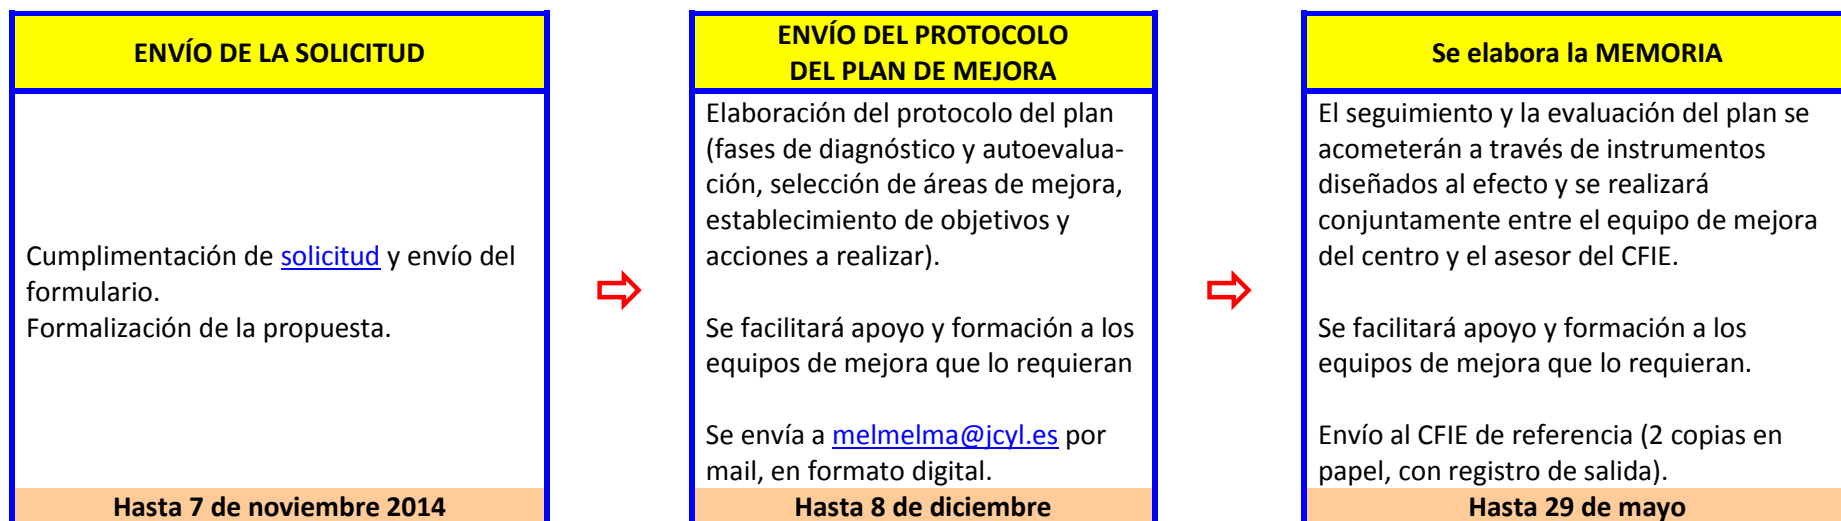 ENVÍO DE LA SOLICITUD
Cumplimentación de solicitud y envío del
formulario.
Formalización de la propuesta.
Hasta 7 de noviembre 2014
ENVÍO DEL PROTOCOLO
DEL PLAN DE MEJORA
Elaboración del protocolo del plan
(fases de diagnóstico y autoevalua-
ción, selección de áreas de mejora,
establecimiento de objetivos y
acciones a realizar).
Se facilitará apoyo y formación a los
equipos de mejora que lo requieran
Se envía a melmelma@jcyl.es por
mail, en formato digital.
Hasta 8 de diciembre
Se elabora la MEMORIA
El seguimiento y la evaluación del plan se
acometerán a través de instrumentos
diseñados al efecto y se realizará
conjuntamente entre el equipo de mejora
del centro y el asesor del CFIE.
Se facilitará apoyo y formación a los
equipos de mejora que lo requieran.
Envío al CFIE de referencia (2 copias en
papel, con registro de salida).
Hasta 29 de mayo